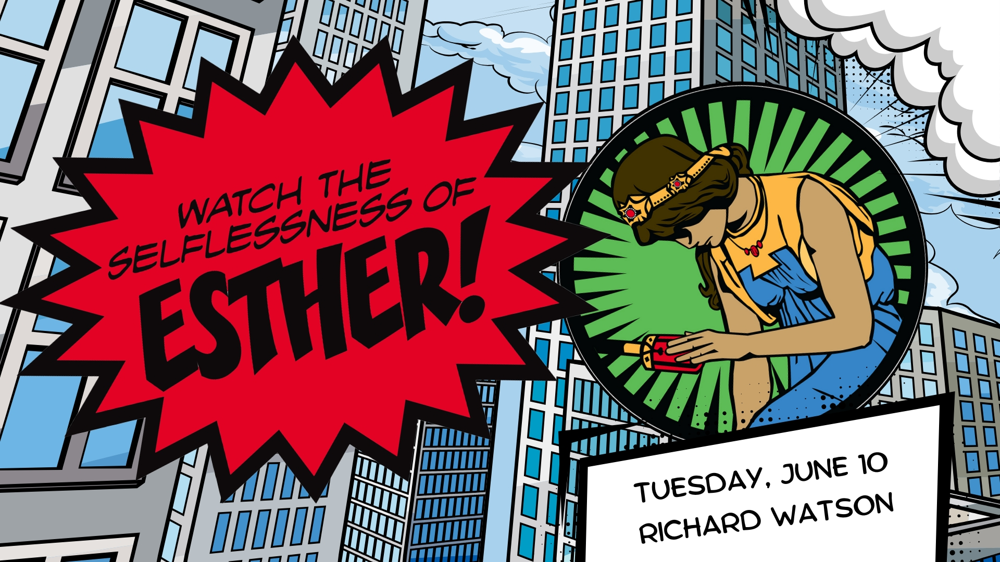 WATCH THE
SELFLESSNESS OF
ESTHER!
TUESDAY, JUNE 10
RICHARD WATSON